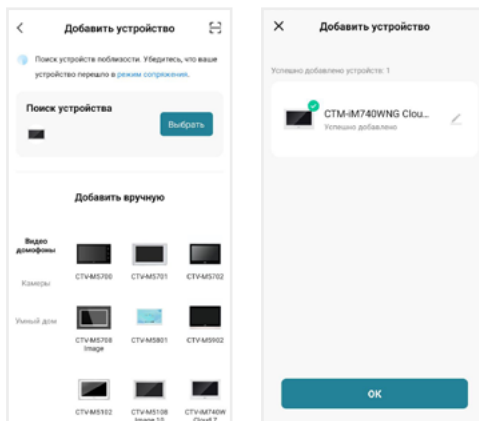 Добавить устройство
Поиск устройств поблизости. Убедитесь, что ваше
устройство перешло в режим сопряжения.
Поиск устройства
Выбрать
Добавить вручную
Видео
домофоны
Камеры
Умный дом
CTV-M5700
CTV-M5701
CTV-M5702
CTV-M5708
Image
CTV-M5801
CTV-M5902
CTV-M5102
CTV-M5108
Image 10
CTV-iM740W
Cloud 7
Добавить устройство
Успешно добавлено устройств: 1
CTM-iM740WNG Clou...
Успешно добавлено
ОК